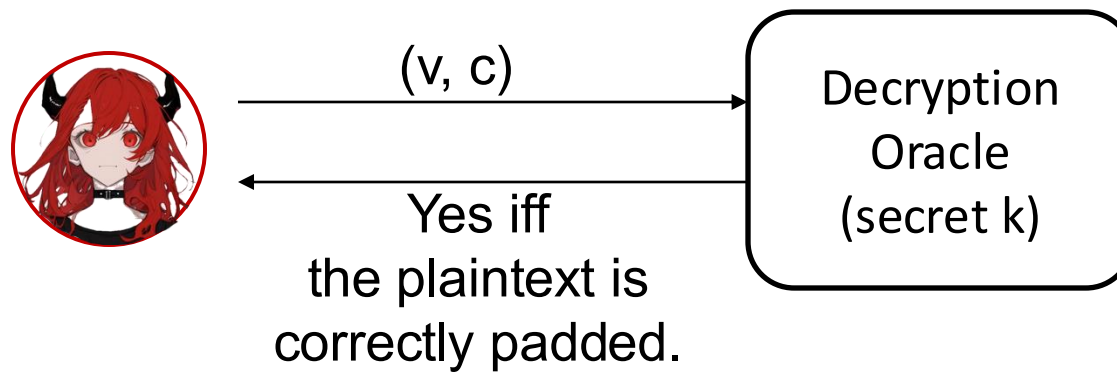 (v, c)
Decryption
Oracle
(secret k)
Yes iff
the plaintext is
correctly padded.